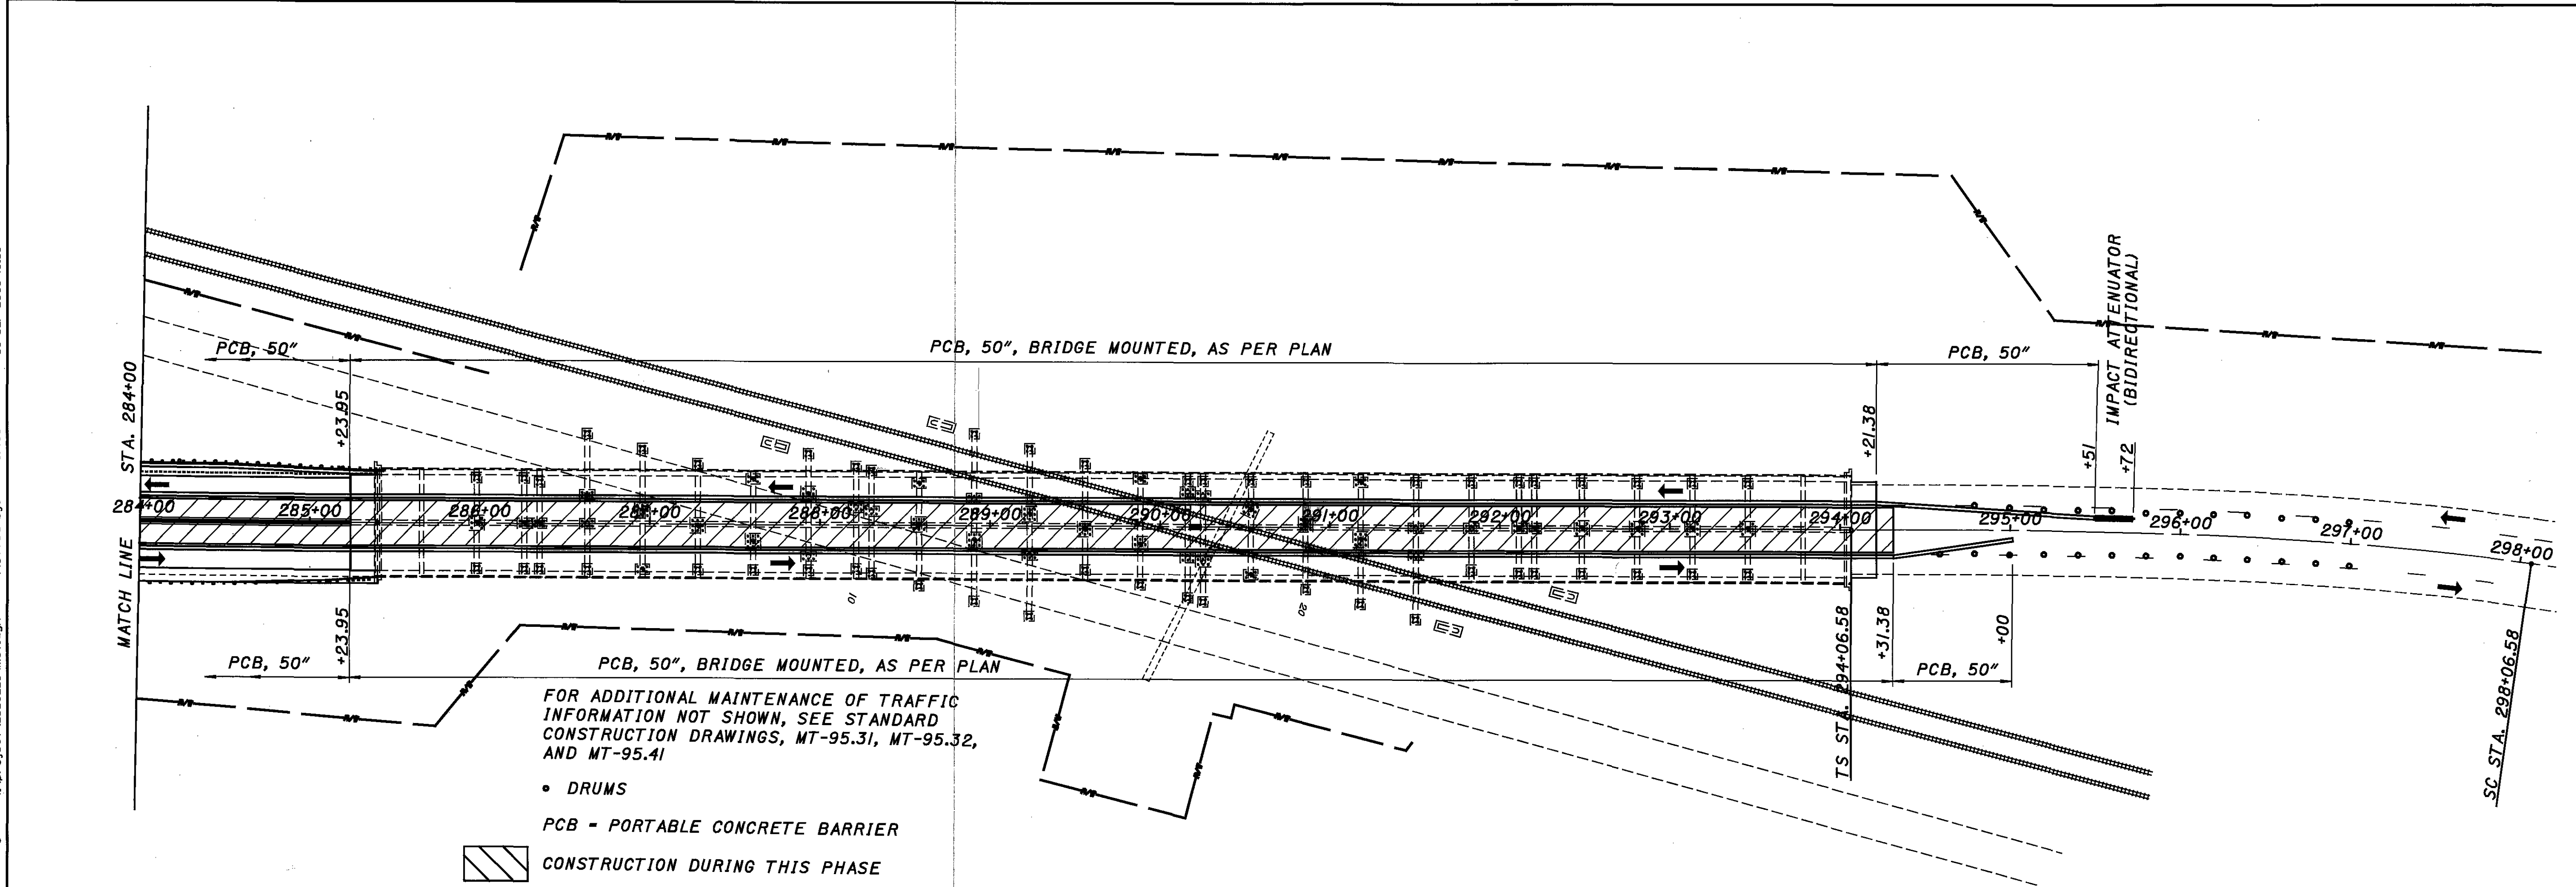 IMPACT ATTENUATOR
(BIDIRECTIONAL)
PCB, 50"
PCB, 50", BRIDGE MOUNTED, AS PER PLAN
PCB, 50"
MATCH LINE STA. 284+00
+23.95
+21.38
+51
+72
284+00
285+00
286+00
288+00
289+00
290+00
291+00
292+00
293+00
294+00
295+00
296+00
297+00
298+00
10
20
+23.95
TS STA. 294+06.58
+31.38
+00
SC STA. 298+06.58
PCB, 50"
PCB, 50", BRIDGE MOUNTED, AS PER PLAN
PCB, 50"
FOR ADDITIONAL MAINTENANCE OF TRAFFIC
INFORMATION NOT SHOWN, SEE STANDARD
CONSTRUCTION DRAWINGS, MT-95.31, MT-95.32,
AND MT-95.41
DRUMS
PCB = PORTABLE CONCRETE BARRIER
CONSTRUCTION DURING THIS PHASE